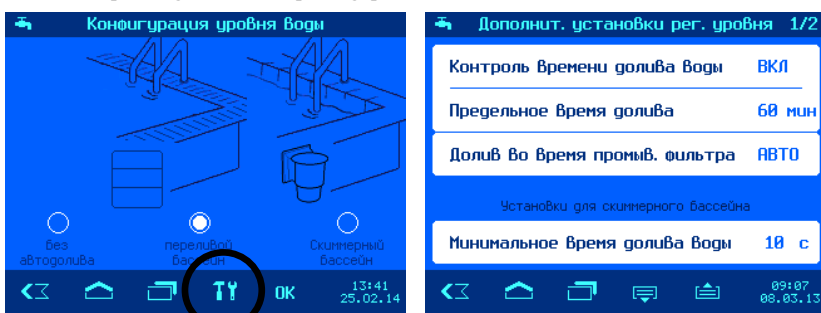 Конфигурация уровня воды
без
автодолива
переливой
бассейн
Скиммерный
бассейн
OK
13:41
25.02.14
Дополнит. установки рег. уровня 1/2
Контроль времени долива воды ВКЛ
Предельное время долива 60 мин
Долив во время промыв. фильтра АВТО
Установки для скиммерного бассейна
Минимальное время долива воды 10 с
09:07
08.03.13